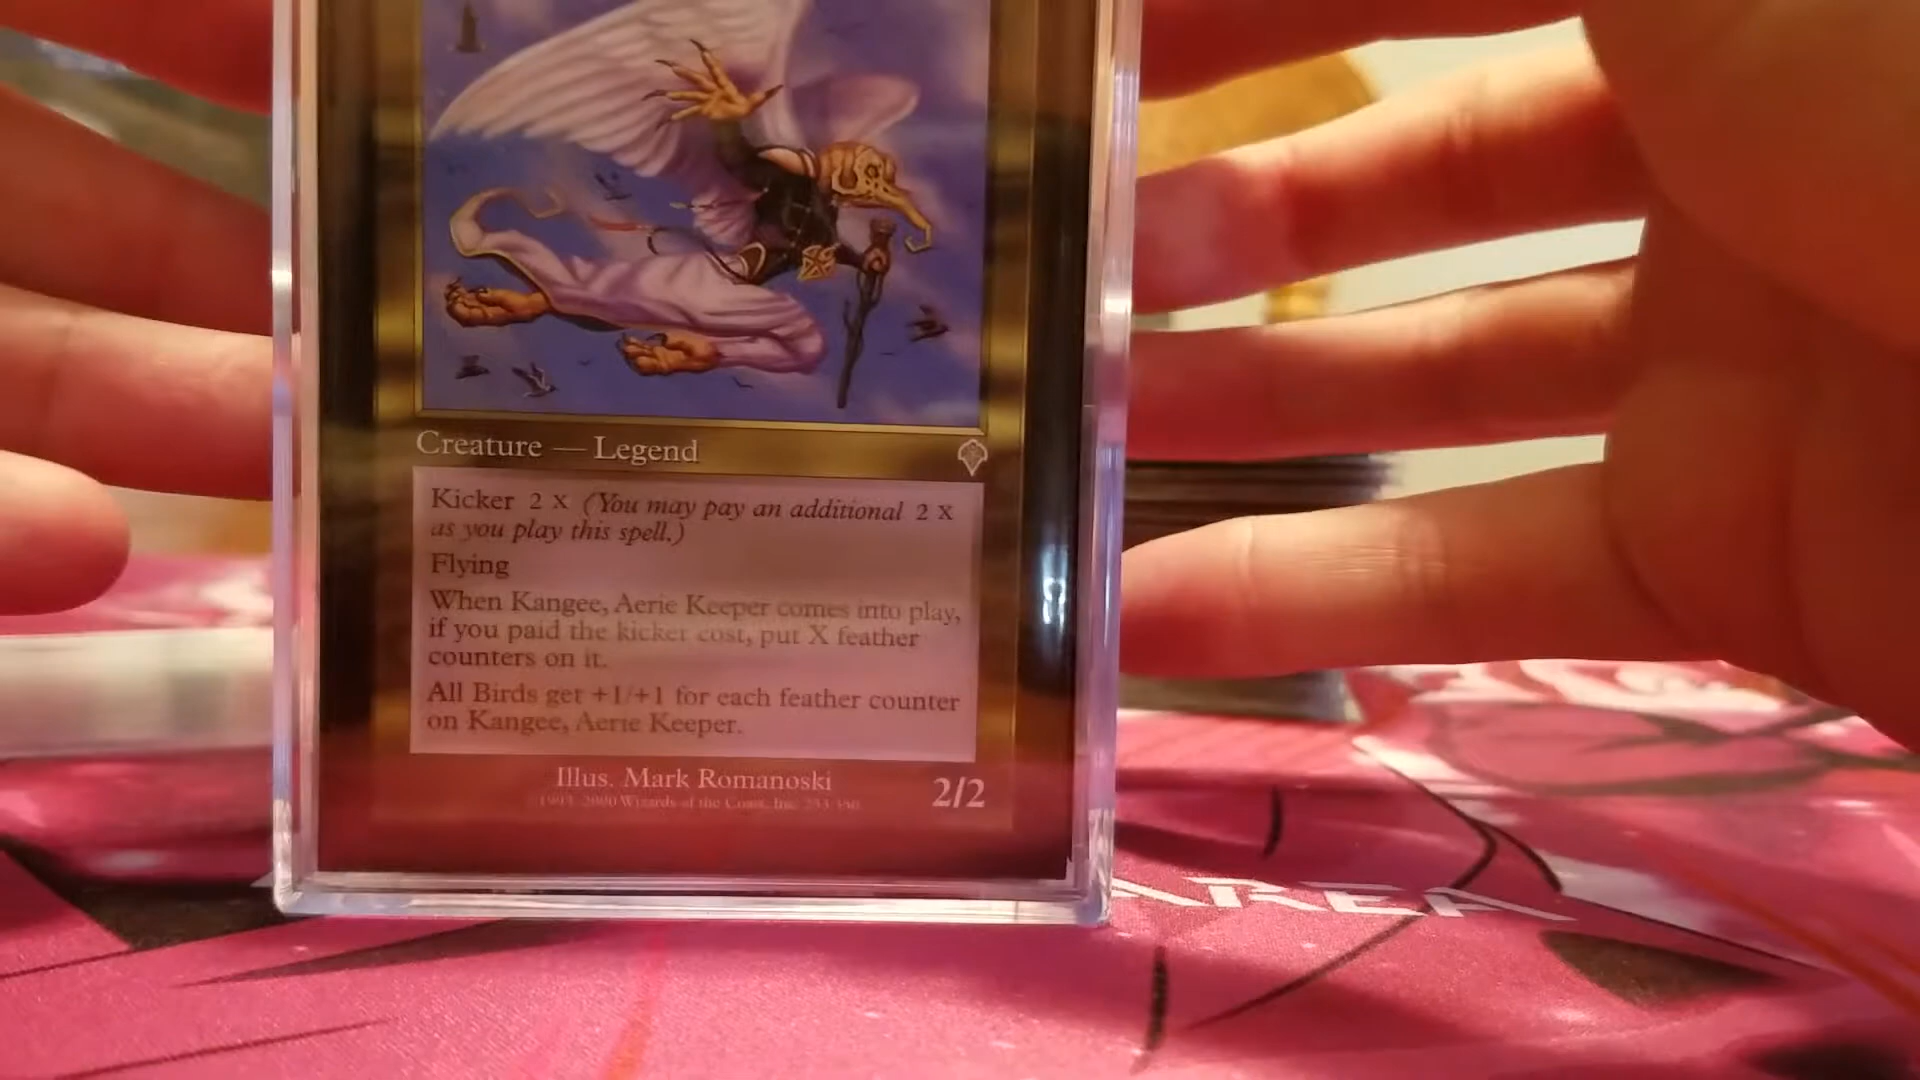 Creature — Legend
Kicker 2 X (You may pay an additional 2 X
as you play this spell.)
Flying
When Kangee, Aerie Keeper comes into play,
if you paid the kicker cost, put X feather
counters on it.
All Birds get +1/+1 for each feather counter
on Kangee, Aerie Keeper.
Illus. Mark Romanoski
1993-2000 Wizards of the Coast, Inc. 253/350
2/2
AREA